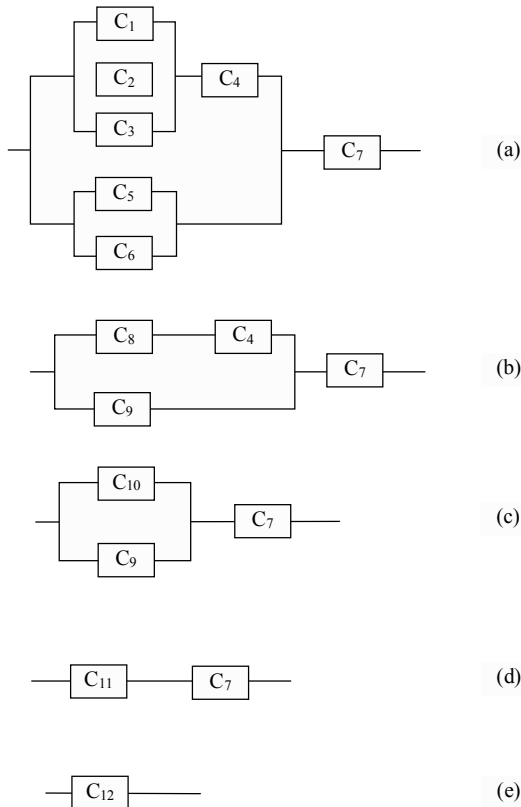 C₁
C₂ C₄
C₃
C₇ (a)
C₅
C₆
C₈ C₄
C₇ (b)
C₉
C₁₀
C₇ (c)
C₉
C₁₁ C₇ (d)
C₁₂ (e)